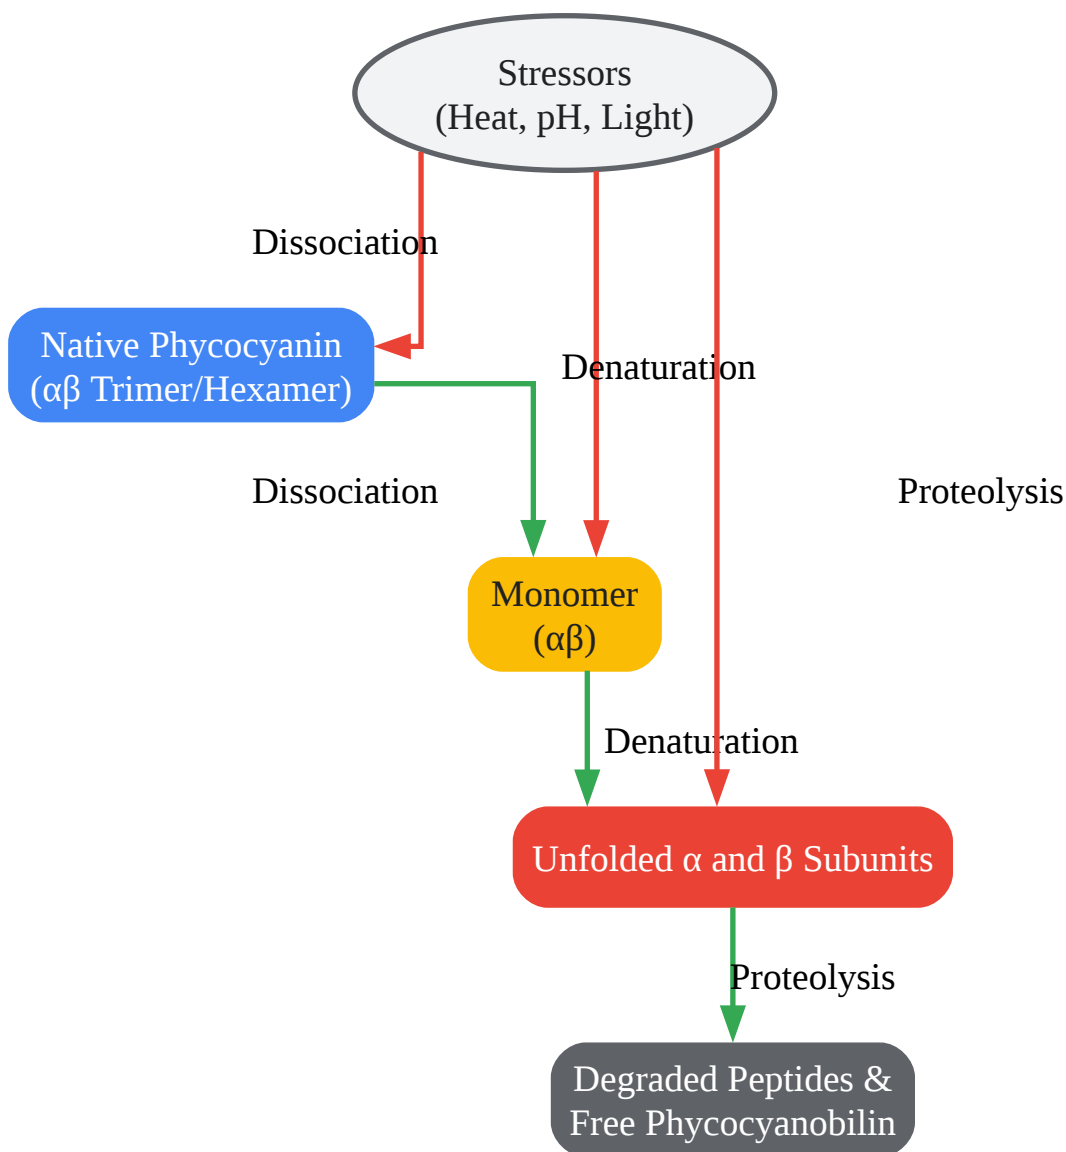 Stressors
(Heat, pH, Light)
Dissociation
Native Phycocyanin
(αβ Trimer/Hexamer)
Denaturation
Dissociation
Proteolysis
Monomer
(αβ)
Denaturation
Unfolded α and β Subunits
Proteolysis
Degraded Peptides &
Free Phycocyanobilin